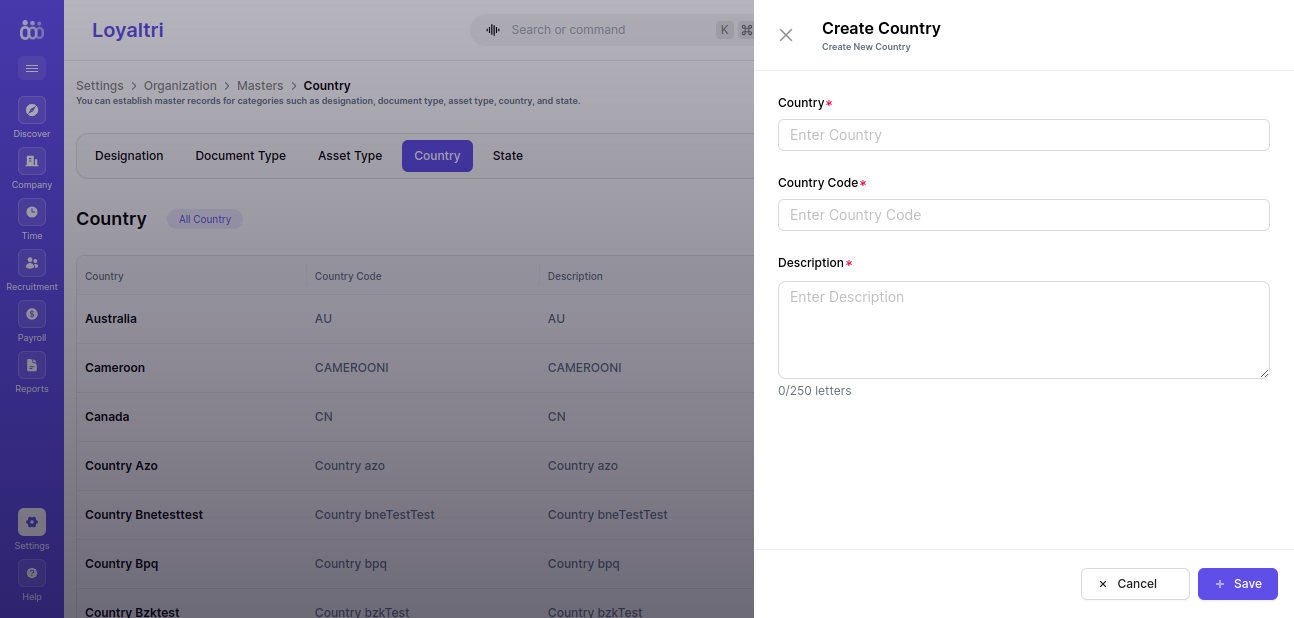 Loyaltri
Search or command
K ⌘
Discover
Company
Time
Recruitment
Payroll
Reports
Settings
Help
Settings > Organization > Masters > Country
You can establish master records for categories such as designation, document type, asset type, country, and state.
Designation Document Type Asset Type Country State
Country All Country
Country Country Code Description
Australia AU AU
Cameroon CAMEROONI CAMEROONI
Canada CN CN
Country Azo Country azo Country azo
Country Bnetesttest Country bneTestTest Country bneTestTest
Country Bpq Country bpq Country bpq
Country Bzktest Country bzkTest Country bzkTest
Create Country
Create New Country
Country*
Enter Country
Country Code*
Enter Country Code
Description*
Enter Description
0/250 letters
× Cancel
+ Save